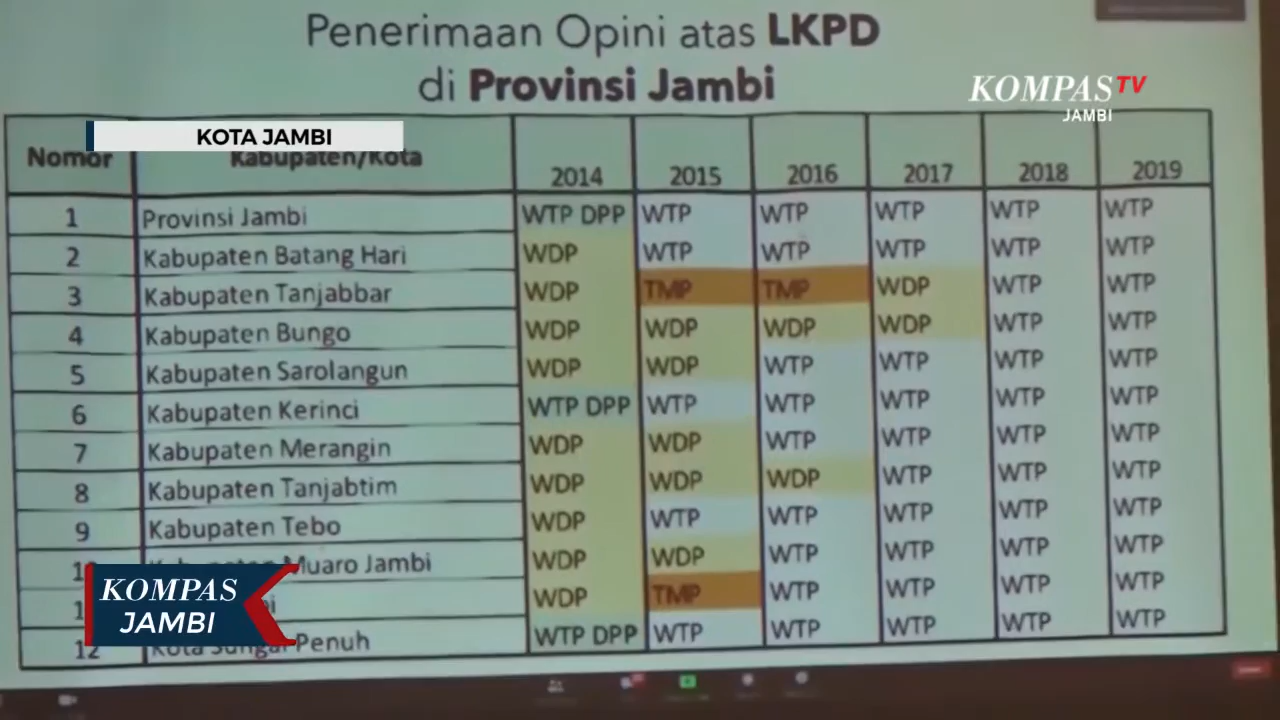 Penerimaan Opini atas LKPD
di Provinsi Jambi
KOMPAS TV
JAMBI
KOTA JAMBI
Nomor Kabupaten/Kota 2014 2015 2016 2017 2018 2019
1 Provinsi Jambi WTP DPP WTP WTP WTP WTP WTP
2 Kabupaten Batang Hari WDP WTP WTP WTP WTP WTP
3 Kabupaten Tanjabbar WDP TMP TMP WDP WTP WTP
4 Kabupaten Bungo WDP WDP WDP WDP WTP WTP
5 Kabupaten Sarolangun WDP WDP WTP WTP WTP WTP
6 Kabupaten Kerinci WTP DPP WTP WTP WTP WTP WTP
7 Kabupaten Merangin WDP WDP WTP WTP WTP WTP
8 Kabupaten Tanjabtim WDP WDP WDP WTP WTP WTP
9 Kabupaten Tebo WDP WTP WTP WTP WTP WTP
Muaro Jambi WDP WDP WTP WTP WTP WTP
WDP TMP WTP WTP WTP WTP
12 Kota Sungai Penuh WTP DPP WTP WTP WTP WTP WTP
KOMPAS
JAMBI